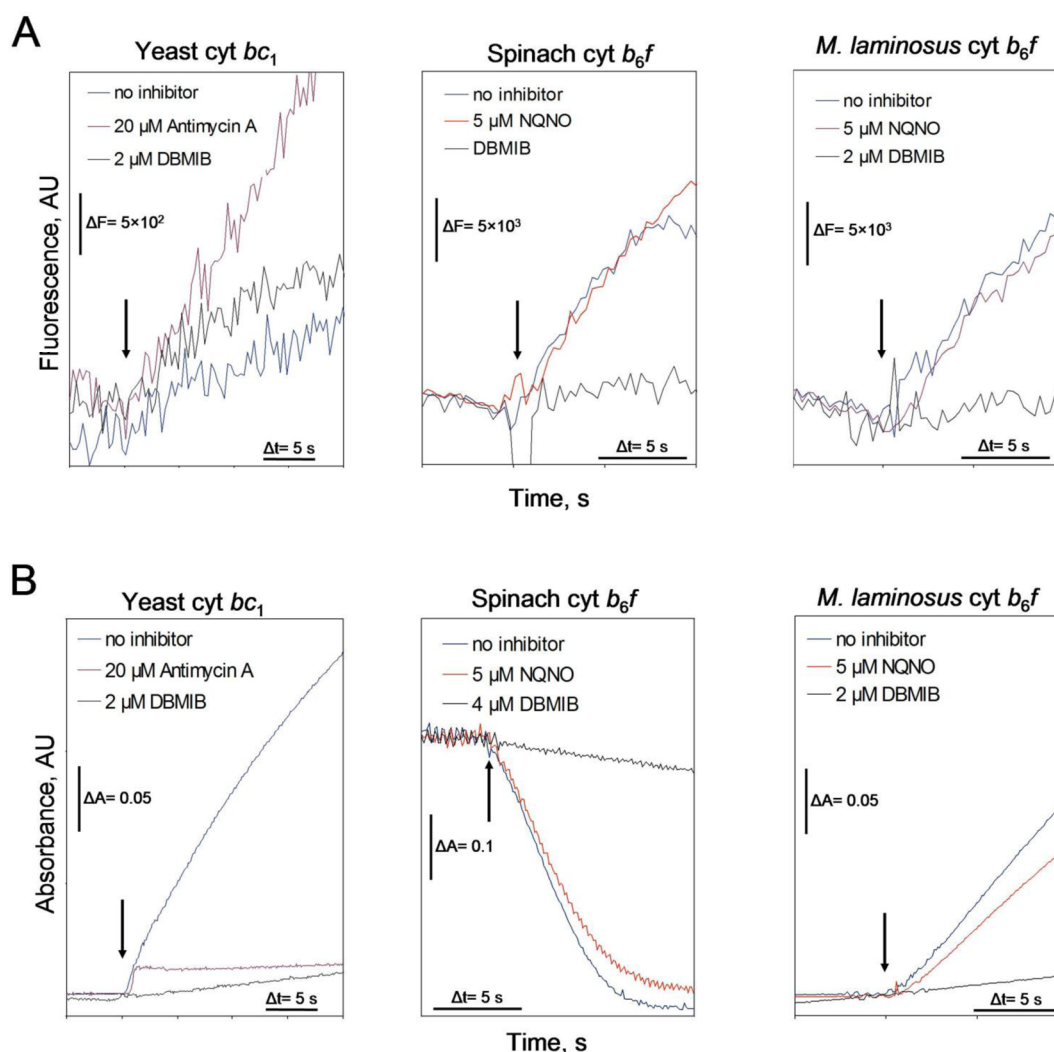 A
Yeast cyt bc₁
no inhibitor
20 µM Antimycin A
2 µM DBMIB
ΔF= 5×10²
Δt= 5 s
Fluorescence, AU
Spinach cyt b₆f
no inhibitor
5 µM NQNO
DBMIB
ΔF= 5×10³
Δt= 5 s
M. laminosus cyt b₆f
no inhibitor
5 µM NQNO
2 µM DBMIB
ΔF= 5×10³
Δt= 5 s
Time, s
B
Yeast cyt bc₁
no inhibitor
20 µM Antimycin A
2 µM DBMIB
ΔA= 0.05
Δt= 5 s
Absorbance, AU
Spinach cyt b₆f
no inhibitor
5 µM NQNO
4 µM DBMIB
ΔA= 0.1
Δt= 5 s
M. laminosus cyt b₆f
no inhibitor
5 µM NQNO
2 µM DBMIB
ΔA= 0.05
Δt= 5 s
Time, s